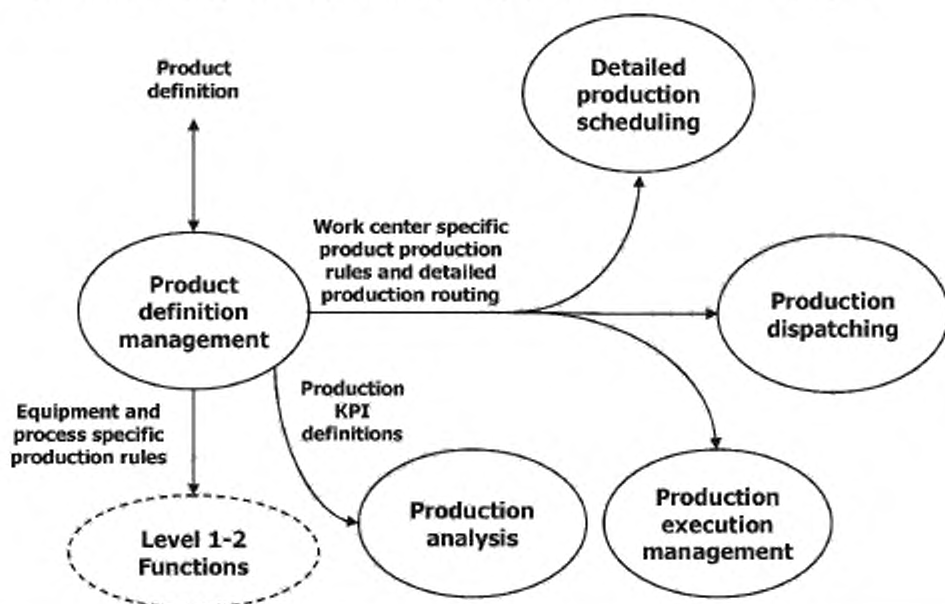 Product
definition
Detailed
production
scheduling
Work center specific
product production
rules and detailed
production routing
Product
definition
management
Production
dispatching
Equipment and
process specific
production rules
Production
KPI
definitions
Level 1-2
Functions
Production
analysis
Production
execution
management